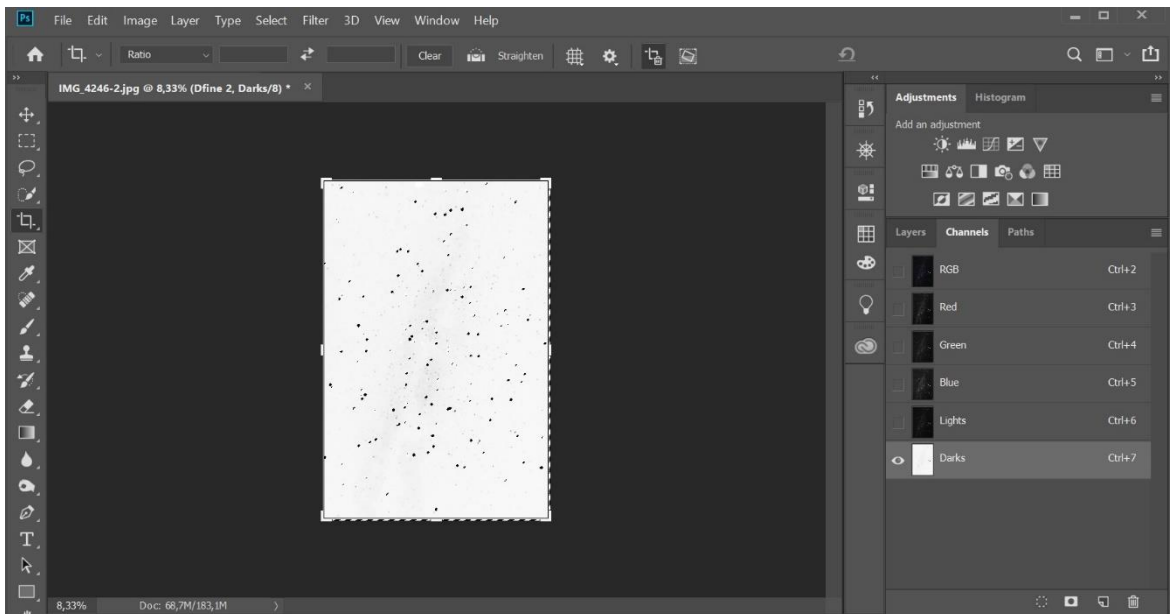 Ps File Edit Image Layer Type Select Filter 3D View Window Help
Ratio Clear Straighten
IMG_4246-2.jpg @ 8,33% (Dfine 2, Darks/8) * ×
Adjustments Histogram
Add an adjustment
Layers Channels Paths
RGB Ctrl+2
Red Ctrl+3
Green Ctrl+4
Blue Ctrl+5
Lights Ctrl+6
Darks Ctrl+7
8,33% Doc: 68,7M/183,1M